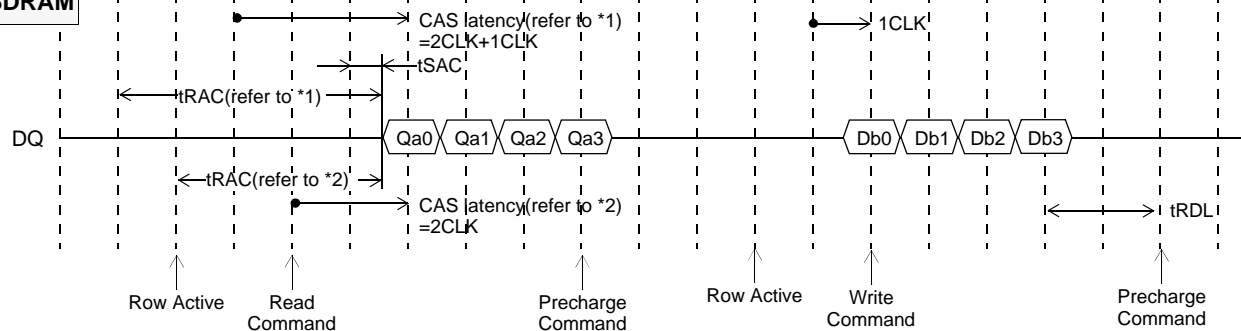 SDRAM
CAS latency(refer to *1)
=2CLK+1CLK
1CLK
tSAC
tRAC(refer to *1)
DQ
Qa0 Qa1 Qa2 Qa3
Db0 Db1 Db2 Db3
tRAC(refer to *2)
CAS latency(refer to *2)
=2CLK
tRDL
Row Active
Read
Command
Precharge
Command
Row Active
Write
Command
Precharge
Command